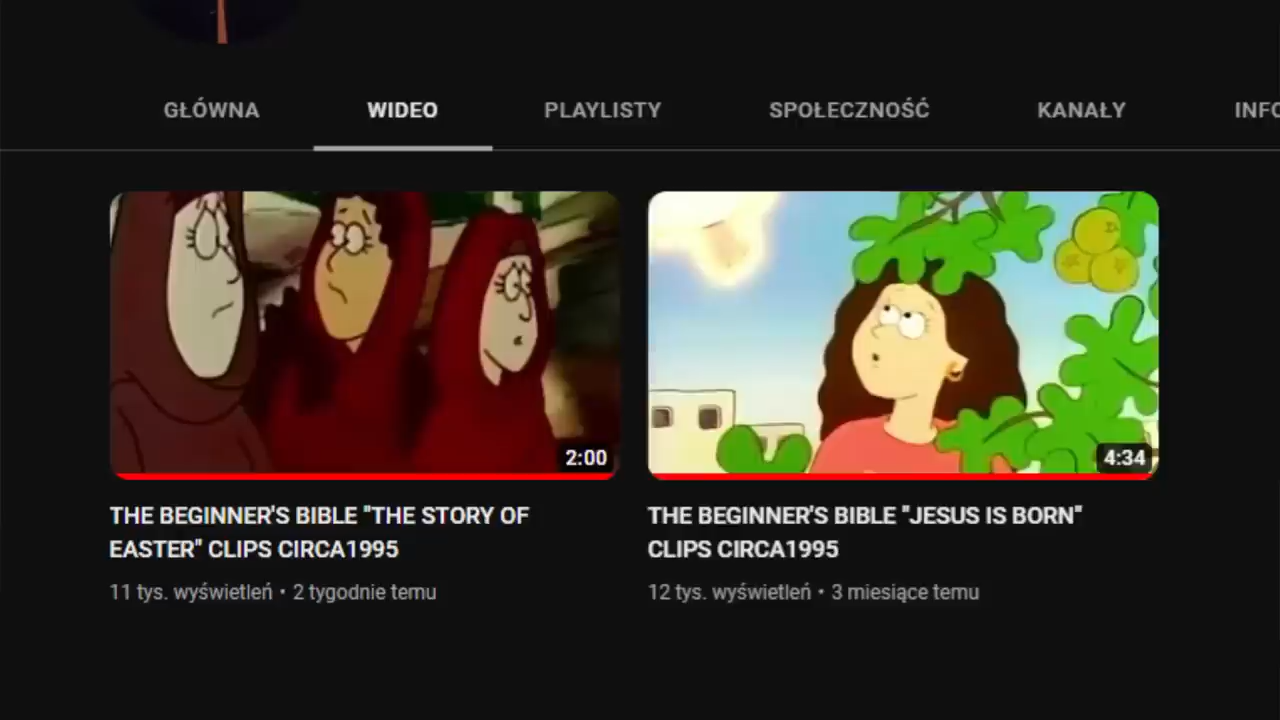 GŁÓWNA WIDEO PLAYLISTY SPOŁECZNOŚĆ KANAŁY INFO
2:00
4:34
THE BEGINNER'S BIBLE "THE STORY OF
EASTER" CLIPS CIRCA1995
11 tys. wyświetleń • 2 tygodnie temu
THE BEGINNER'S BIBLE "JESUS IS BORN"
CLIPS CIRCA1995
12 tys. wyświetleń • 3 miesiące temu